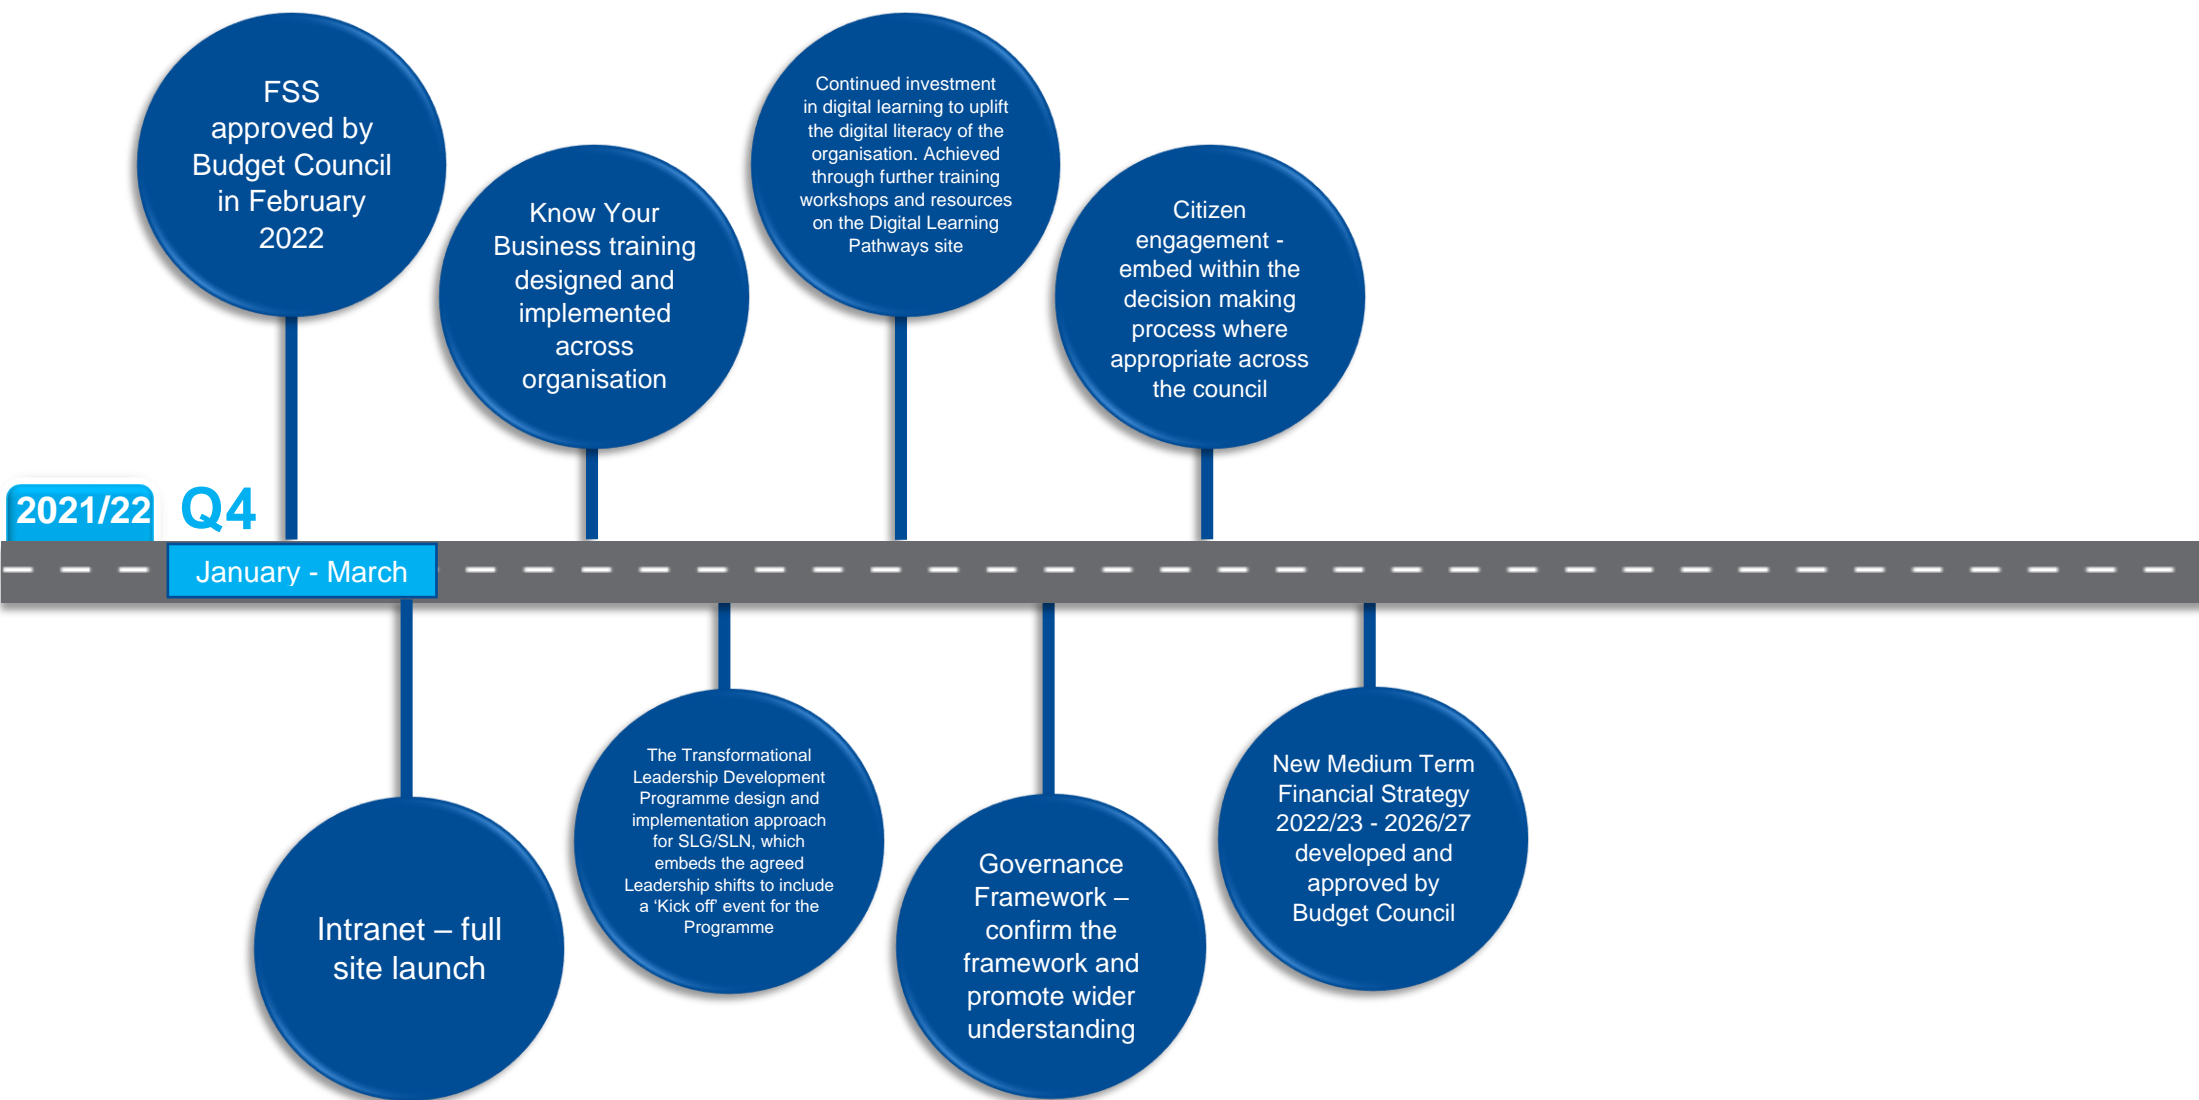 FSS
approved by
Budget Council
in February
2022
Know Your
Business training
designed and
implemented
across
organisation
Continued investment
in digital learning to uplift
the digital literacy of the
organisation. Achieved
through further training
workshops and resources
on the Digital Learning
Pathways site
Citizen
engagement -
embed within the
decision making
process where
appropriate across
the council
2021/22
Q4
January - March
Intranet – full
site launch
The Transformational
Leadership Development
Programme design and
implementation approach
for SLG/SLN, which
embeds the agreed
Leadership shifts to include
a ‘Kick off’ event for the
Programme
Governance
Framework –
confirm the
framework and
promote wider
understanding
New Medium Term
Financial Strategy
2022/23 - 2026/27
developed and
approved by
Budget Council